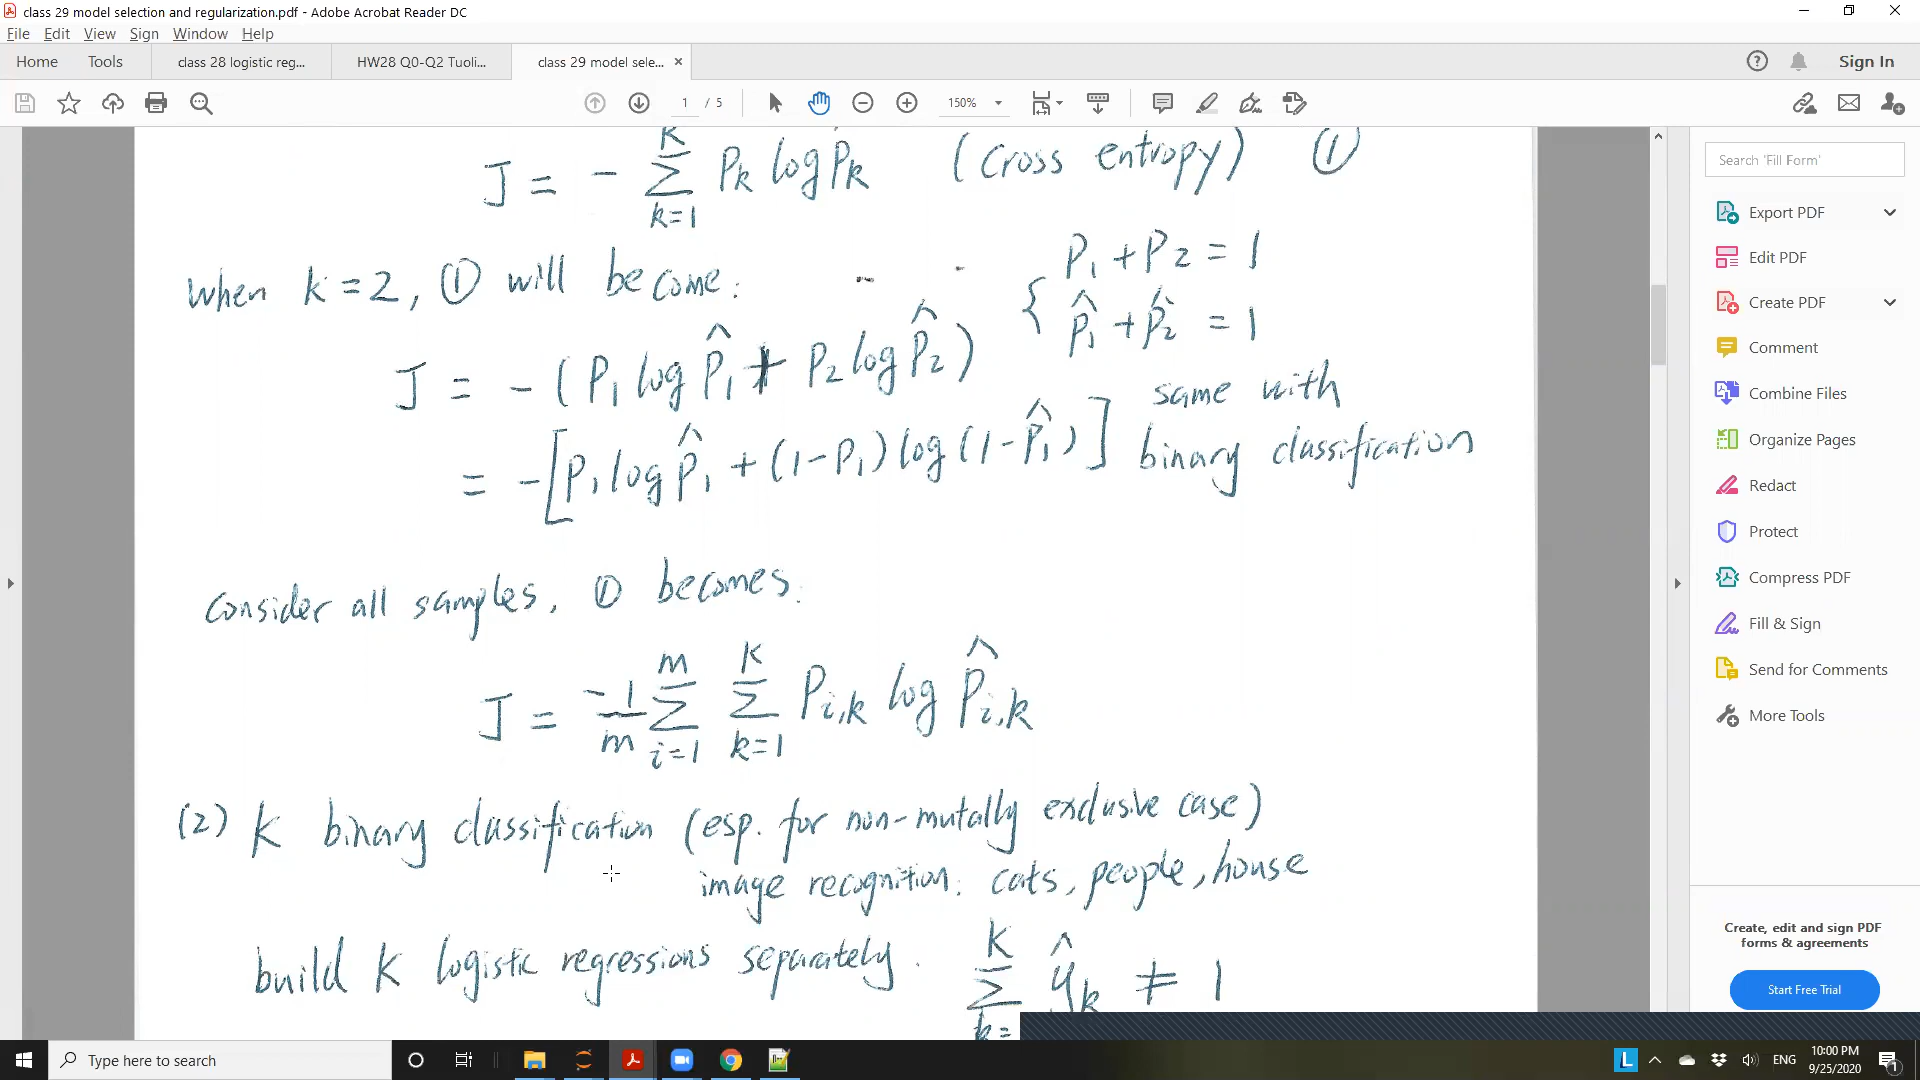 class 29 model selection and regularization.pdf - Adobe Acrobat Reader DC
File Edit View Sign Window Help
Home Tools class 28 logistic reg... HW28 Q0-Q2 Tuoli... class 29 model sele... × Sign In
1 / 5 150%
J = - Σ_{k=1}^{K} P_k log P_k (Cross entropy) ①
when k=2, ① will become:
{ P_1 + P_2 = 1
P̂_1 + P̂_2 = 1
J = - ( P_1 log P̂_1 + P_2 log P̂_2 )
= -[ P_1 log P̂_1 + (1-P_1) log (1-P̂_1) ]
same with
binary classification
Consider all samples, ① becomes:
J = -1/m Σ_{i=1}^{m} Σ_{k=1}^{K} P_{i,k} log P̂_{i,k}
(2) K binary classification (esp. for non-mutally exclusive case)
image recognition: cats, people, house
build K logistic regressions separately. Σ_{k=}^{K} ŷ_k ≠ 1
Search 'Fill Form'
Export PDF
Edit PDF
Create PDF
Comment
Combine Files
Organize Pages
Redact
Protect
Compress PDF
Fill & Sign
Send for Comments
More Tools
Create, edit and sign PDF
forms & agreements
Start Free Trial
Type here to search
L ENG 10:00 PM
9/25/2020 1